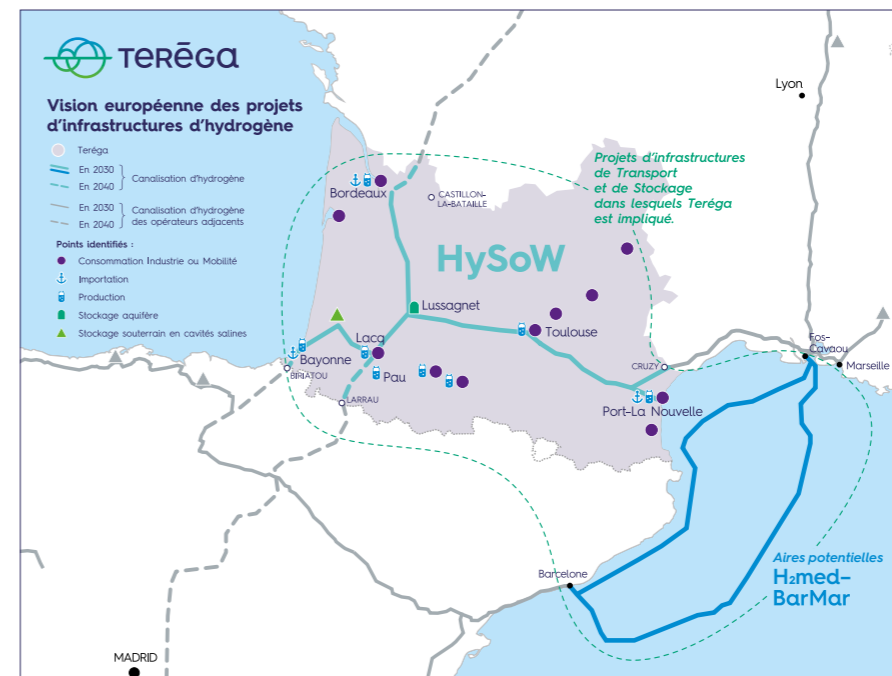 TERĒGA
Vision européenne des projets
d'infrastructures d'hydrogène
Teréga
En 2030
En 2040
Canalisation d'hydrogène
En 2030
En 2040
Canalisation d'hydrogène
des opérateurs adjacents
Points identifiés :
Consommation Industrie ou Mobilité
Importation
Production
Stockage aquifère
Stockage souterrain en cavités salines
Lyon
Projets d'infrastructures
de Transport
et de Stockage
dans lesquels Teréga
est impliqué.
Bordeaux
CASTILLON-
LA-BATAILLE
HySoW
Lussagnet
Lacq
Toulouse
Bayonne
BIRIATOU
Pau
LARRAU
CRUZY
Fos-
Cavaou
Marseille
Port-La Nouvelle
Aires potentielles
H₂med-
BarMar
Barcelone
MADRID